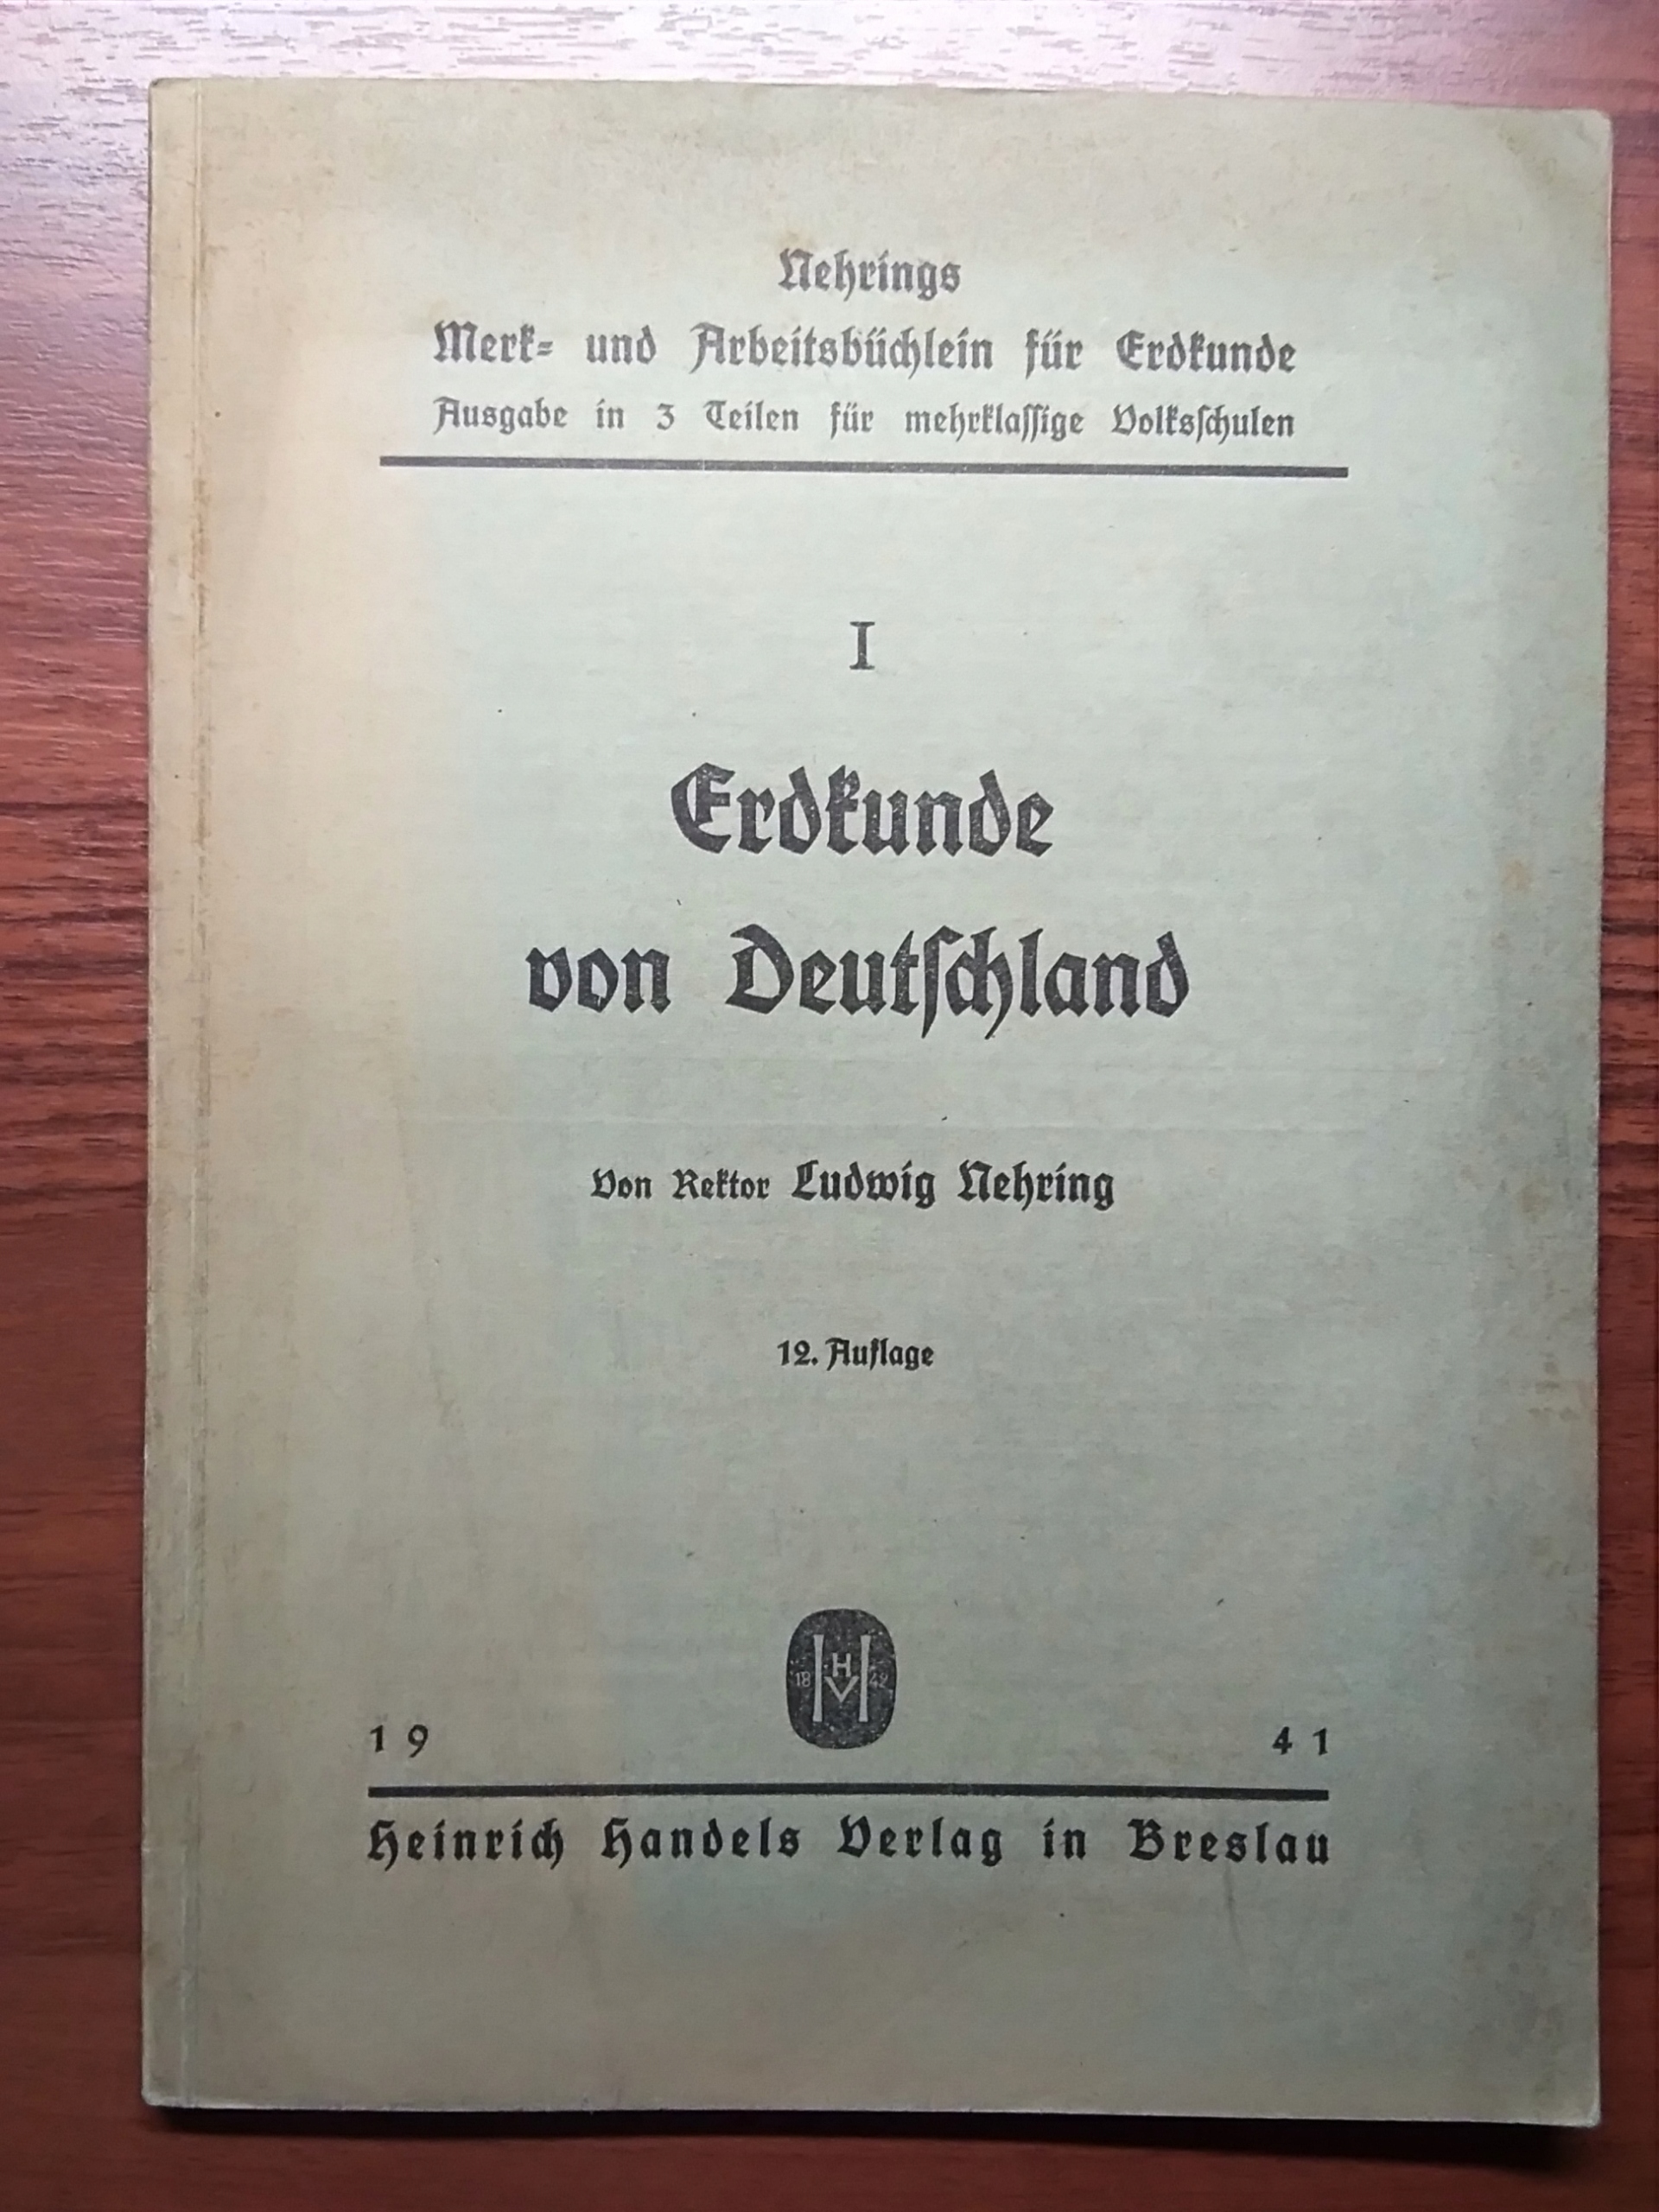 Nehrings
Merk= und Arbeitsbüchlein für Erdkunde
Ausgabe in 3 Teilen für mehrklaſſige Volksſchulen
I
Erdkunde
von Deutſchland
Von Rektor Ludwig Nehring
12. Auflage
18 H HV 42
19 41
Heinrich Handels Verlag in Breslau